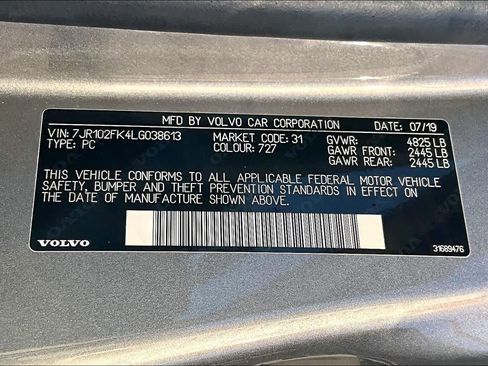 MFD. BY VOLVO CAR CORPORATION DATE: 07/19
VIN: 7JR102FK4LG038613 MARKET CODE: 31 GVWR: 4825 LB
TYPE: PC COLOUR: 727 GAWR FRONT: 2445 LB
GAWR REAR: 2445 LB
THIS VEHICLE CONFORMS TO ALL APPLICABLE FEDERAL MOTOR VEHICLE
SAFETY, BUMPER AND THEFT PREVENTION STANDARDS IN EFFECT ON
THE DATE OF MANUFACTURE SHOWN ABOVE.
VOLVO 31689476